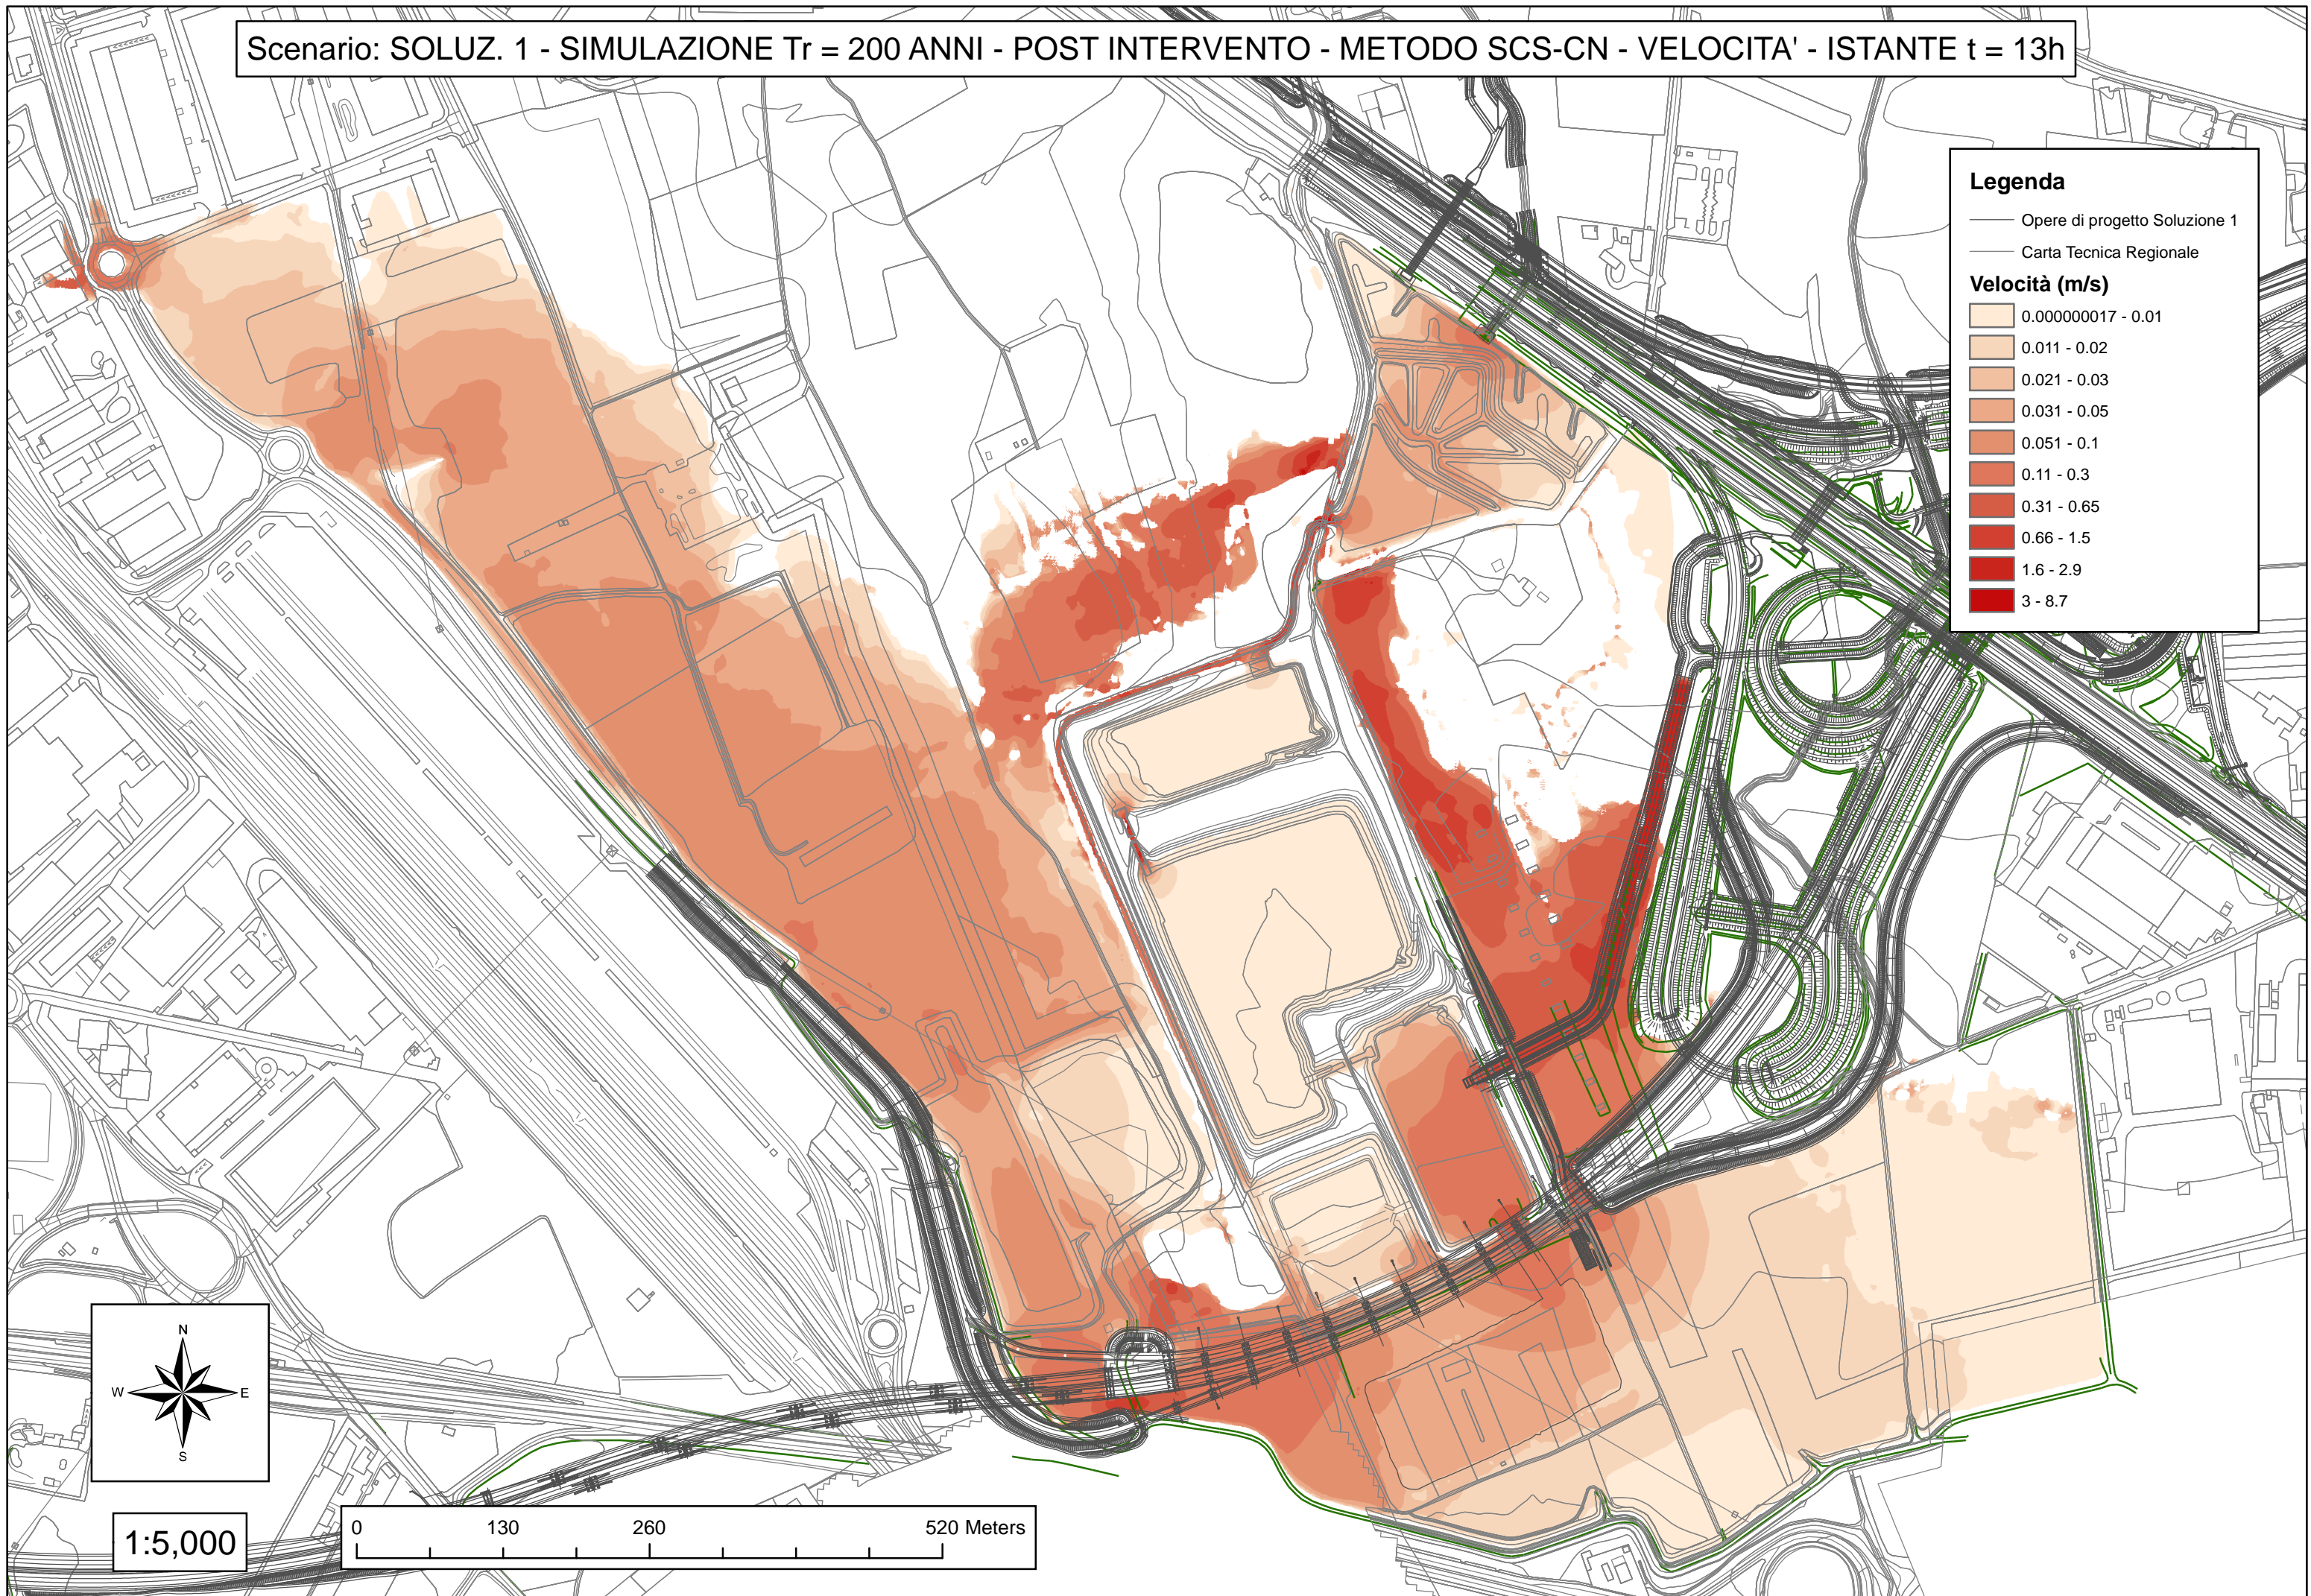 Scenario: SOLUZ. 1 - SIMULAZIONE Tr = 200 ANNI - POST INTERVENTO - METODO SCS-CN - VELOCITA' - ISTANTE t = 13h
Legenda
Opere di progetto Soluzione 1
Carta Tecnica Regionale
Velocità (m/s)
0.000000017 - 0.01
0.011 - 0.02
0.021 - 0.03
0.031 - 0.05
0.051 - 0.1
0.11 - 0.3
0.31 - 0.65
0.66 - 1.5
1.6 - 2.9
3 - 8.7
N
W E
S
1:5,000
0 130 260 520 Meters